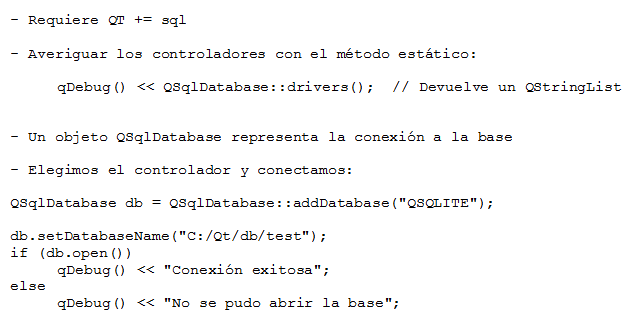 - Requiere QT += sql
- Averiguar los controladores con el método estático:
qDebug() << QSqlDatabase::drivers();  // Devuelve un QStringList
- Un objeto QSqlDatabase representa la conexión a la base
- Elegimos el controlador y conectamos:
QSqlDatabase db = QSqlDatabase::addDatabase("QSQLITE");
db.setDatabaseName("C:/Qt/db/test");
if (db.open())
     qDebug() << "Conexión exitosa";
else
     qDebug() << "No se pudo abrir la base";